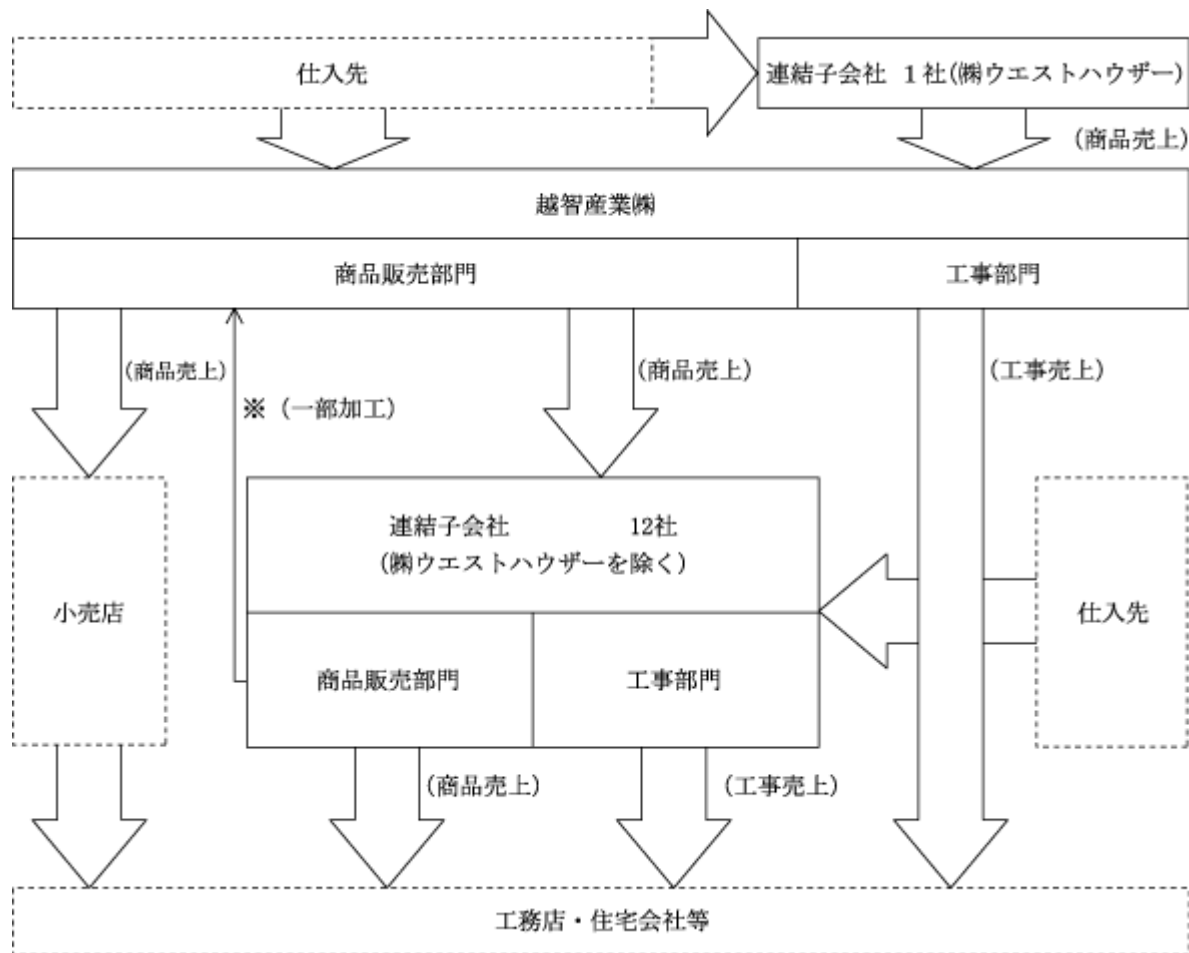 仕入先
連結子会社 1社(㈱ウエストハウザー)
(商品売上)
越智産業㈱
商品販売部門
工事部門
(商品売上)
※（一部加工）
(商品売上)
(工事売上)
小売店
連結子会社 12社
(㈱ウエストハウザーを除く)
商品販売部門
工事部門
仕入先
(商品売上)
(工事売上)
工務店・住宅会社等